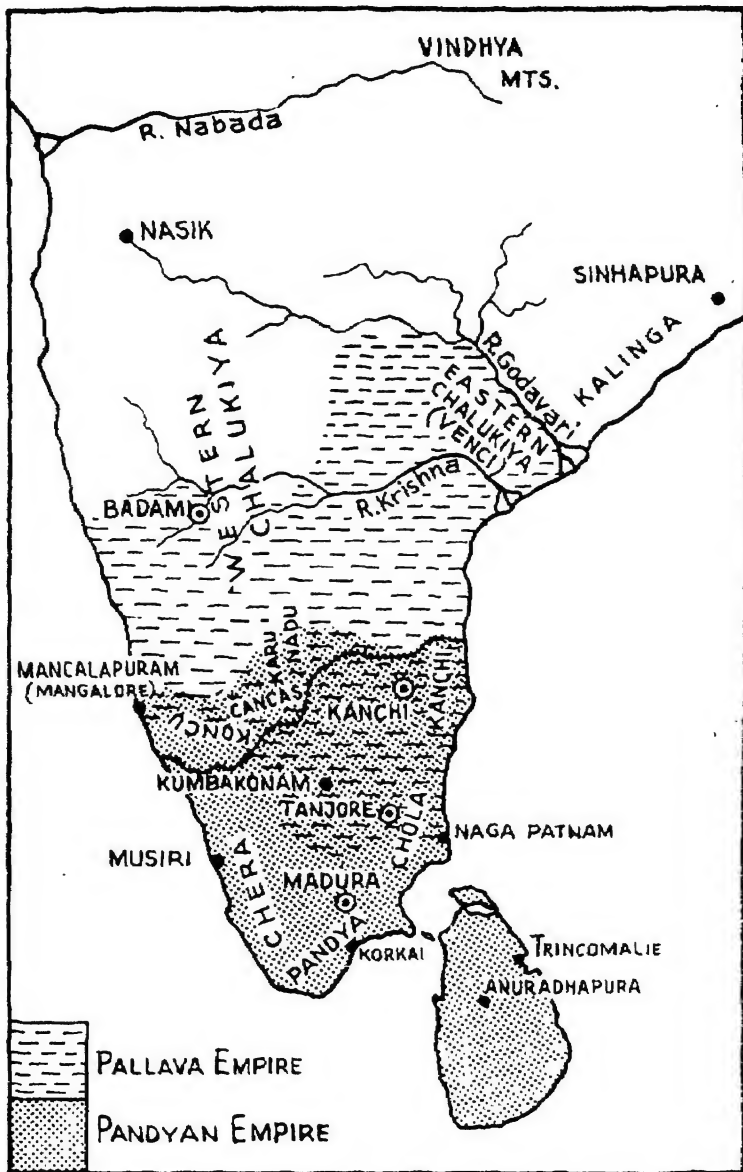 VINDHYA
MTS.
R. Nabada
NASIK
SINHAPURA
KALINGA
R.Godavari
EASTERN
CHALUKIYA
(VENCI)
WESTERN
CHALUKIYA
BADAMI
R.Krishna
KARU
NADU
MANCALAPURAM
(MANGALORE)
CANCAS
KONCU
KANCHI
KANCHI
KUMBAKONAM
TANJORE
CHOLA
NAGA PATNAM
MUSIRI
CHERA
MADURA
PANDYA
KORKAI
TRINCOMALIE
ANURADHAPURA
PALLAVA EMPIRE
PANDYAN EMPIRE